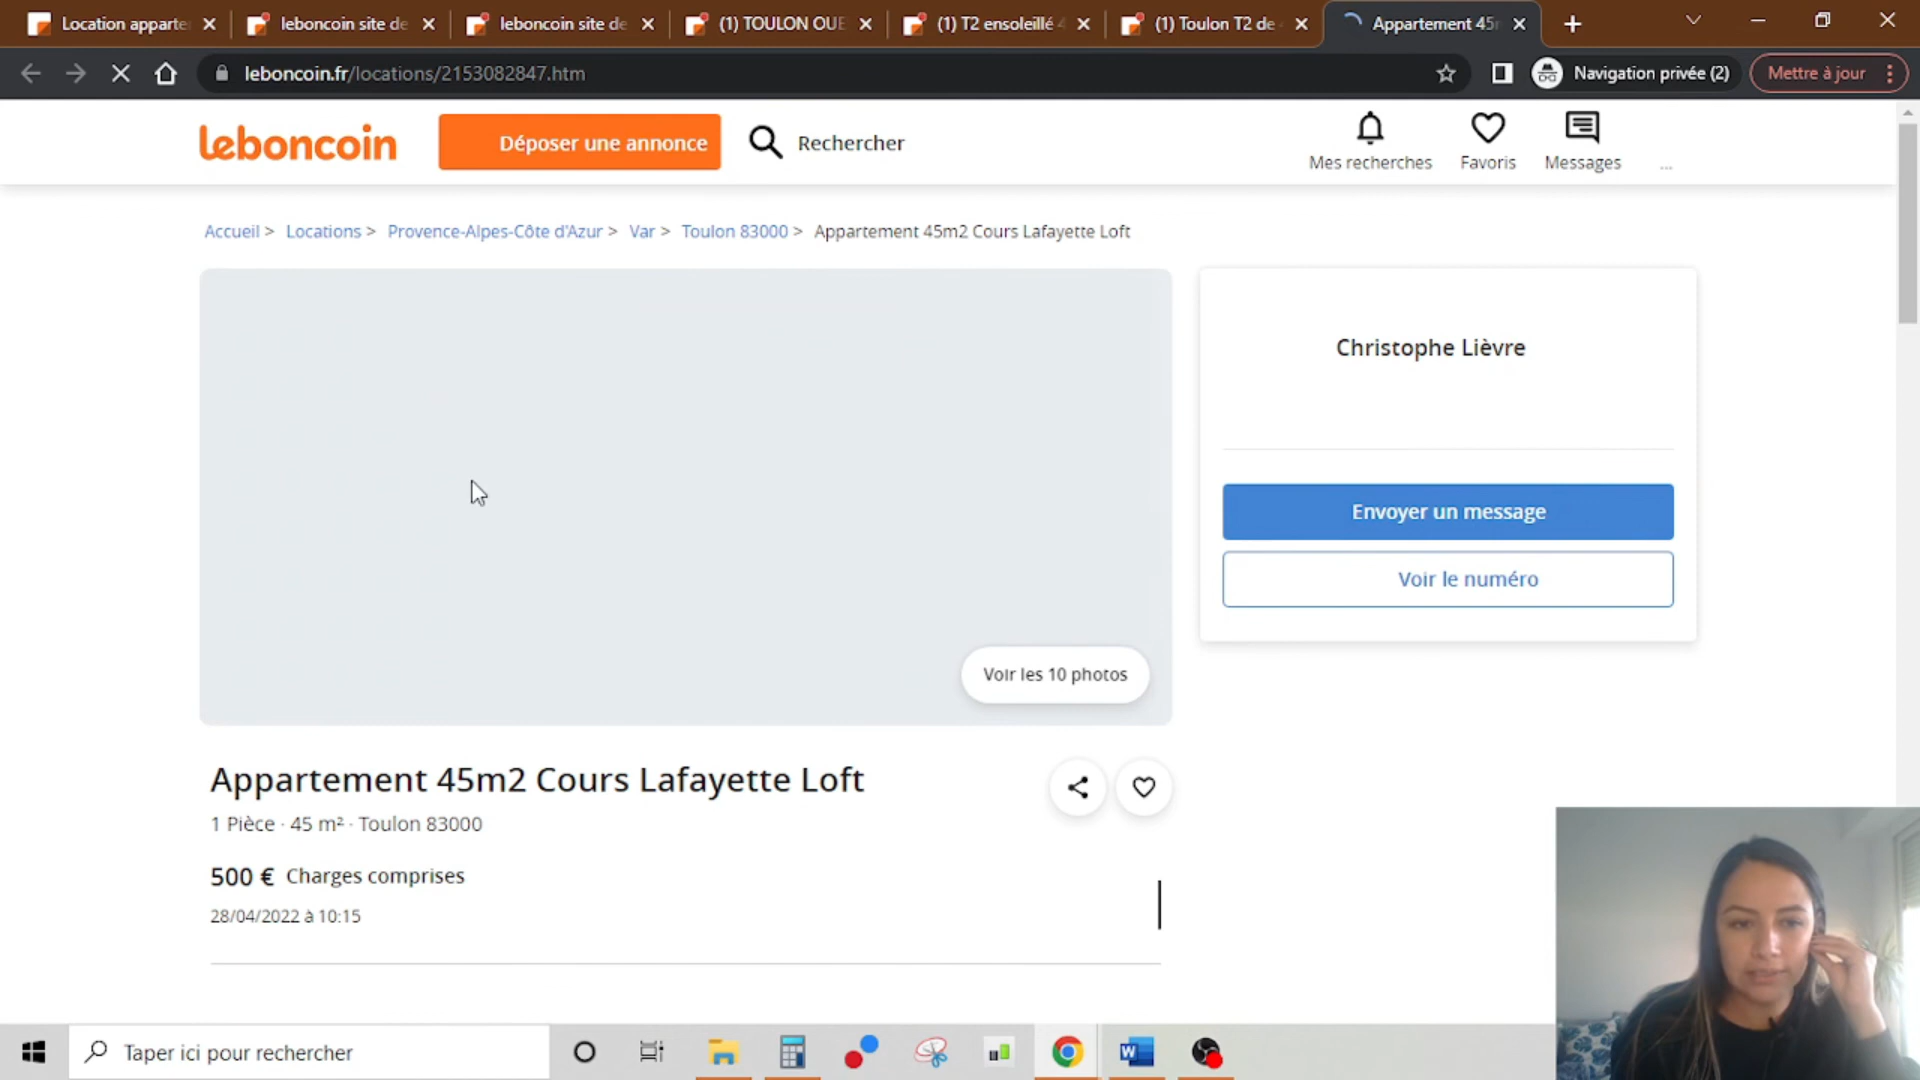 Location apparte
leboncoin site de
leboncoin site de
(1) TOULON OUE
(1) T2 ensoleillé 4
(1) Toulon T2 de
Appartement 45m
leboncoin.fr/locations/2153082847.htm
Navigation privée (2)
Mettre à jour
leboncoin
Déposer une annonce
Rechercher
Mes recherches
Favoris
Messages
...
Accueil > Locations > Provence-Alpes-Côte d'Azur > Var > Toulon 83000 > Appartement 45m2 Cours Lafayette Loft
Christophe Lièvre
Envoyer un message
Voir le numéro
Voir les 10 photos
Appartement 45m2 Cours Lafayette Loft
1 Pièce · 45 m² · Toulon 83000
500 € Charges comprises
28/04/2022 à 10:15
Taper ici pour rechercher